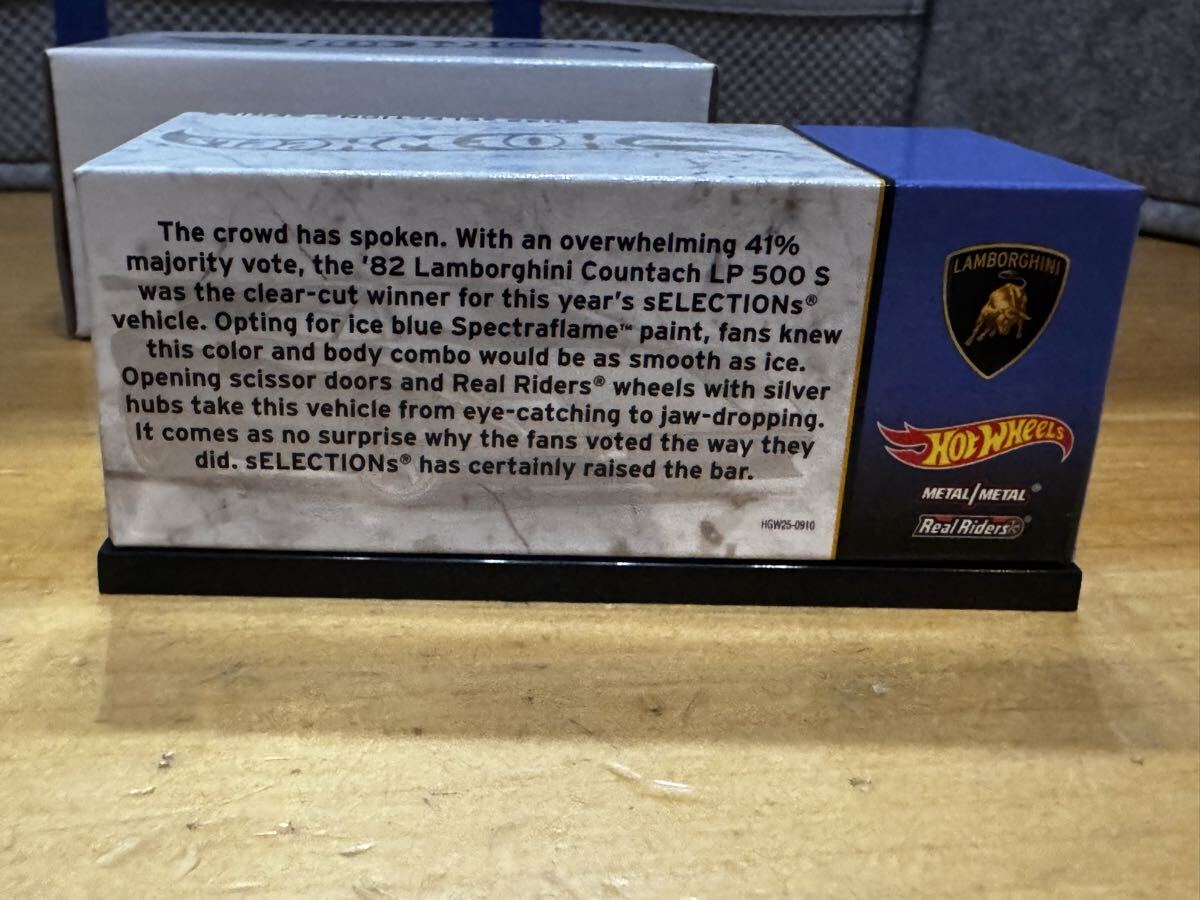 The crowd has spoken. With an overwhelming 41%
majority vote, the '82 Lamborghini Countach LP 500 S
was the clear-cut winner for this year's sELECTIONs®
vehicle. Opting for ice blue Spectraflame™ paint, fans knew
this color and body combo would be as smooth as ice.
Opening scissor doors and Real Riders® wheels with silver
hubs take this vehicle from eye-catching to jaw-dropping.
It comes as no surprise why the fans voted the way they
did. sELECTIONs® has certainly raised the bar.
HGW25-0910
LAMBORGHINI
HOT WHEELS
METAL/METAL®
Real Riders®